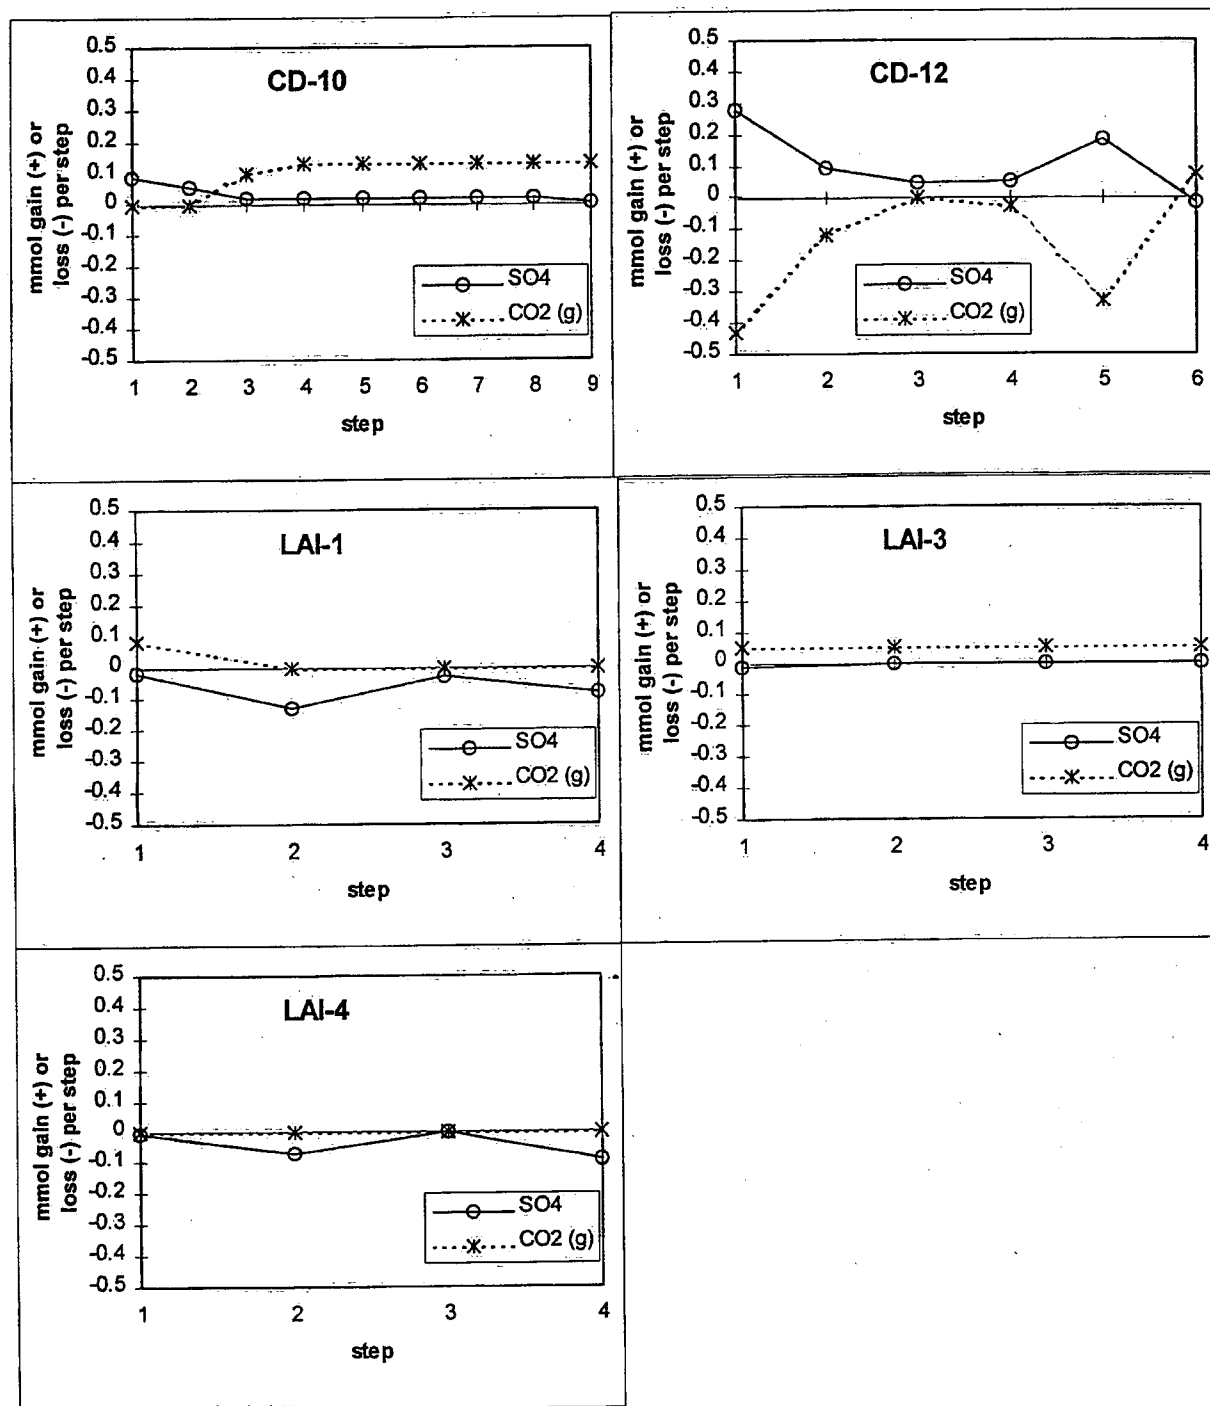 CD-10
mmol gain (+) or
loss (-) per step
0.5
0.4
0.3
0.2
0.1
0
-0.1
-0.2
-0.3
-0.4
-0.5
SO4
CO2 (g)
1 2 3 4 5 6 7 8 9
step
CD-12
mmol gain (+) or
loss (-) per step
0.5
0.4
0.3
0.2
0.1
0
-0.1
-0.2
-0.3
-0.4
-0.5
SO4
CO2 (g)
1 2 3 4 5 6
step
LAI-1
mmol gain (+) or
loss (-) per step
0.5
0.4
0.3
0.2
0.1
0
-0.1
-0.2
-0.3
-0.4
-0.5
SO4
CO2 (g)
1 2 3 4
step
LAI-3
mmol gain (+) or
loss (-) per step
0.5
0.4
0.3
0.2
0.1
0
-0.1
-0.2
-0.3
-0.4
-0.5
SO4
CO2 (g)
1 2 3 4
step
LAI-4
mmol gain (+) or
loss (-) per step
0.5
0.4
0.3
0.2
0.1
0
-0.1
-0.2
-0.3
-0.4
-0.5
SO4
CO2 (g)
1 2 3 4
step